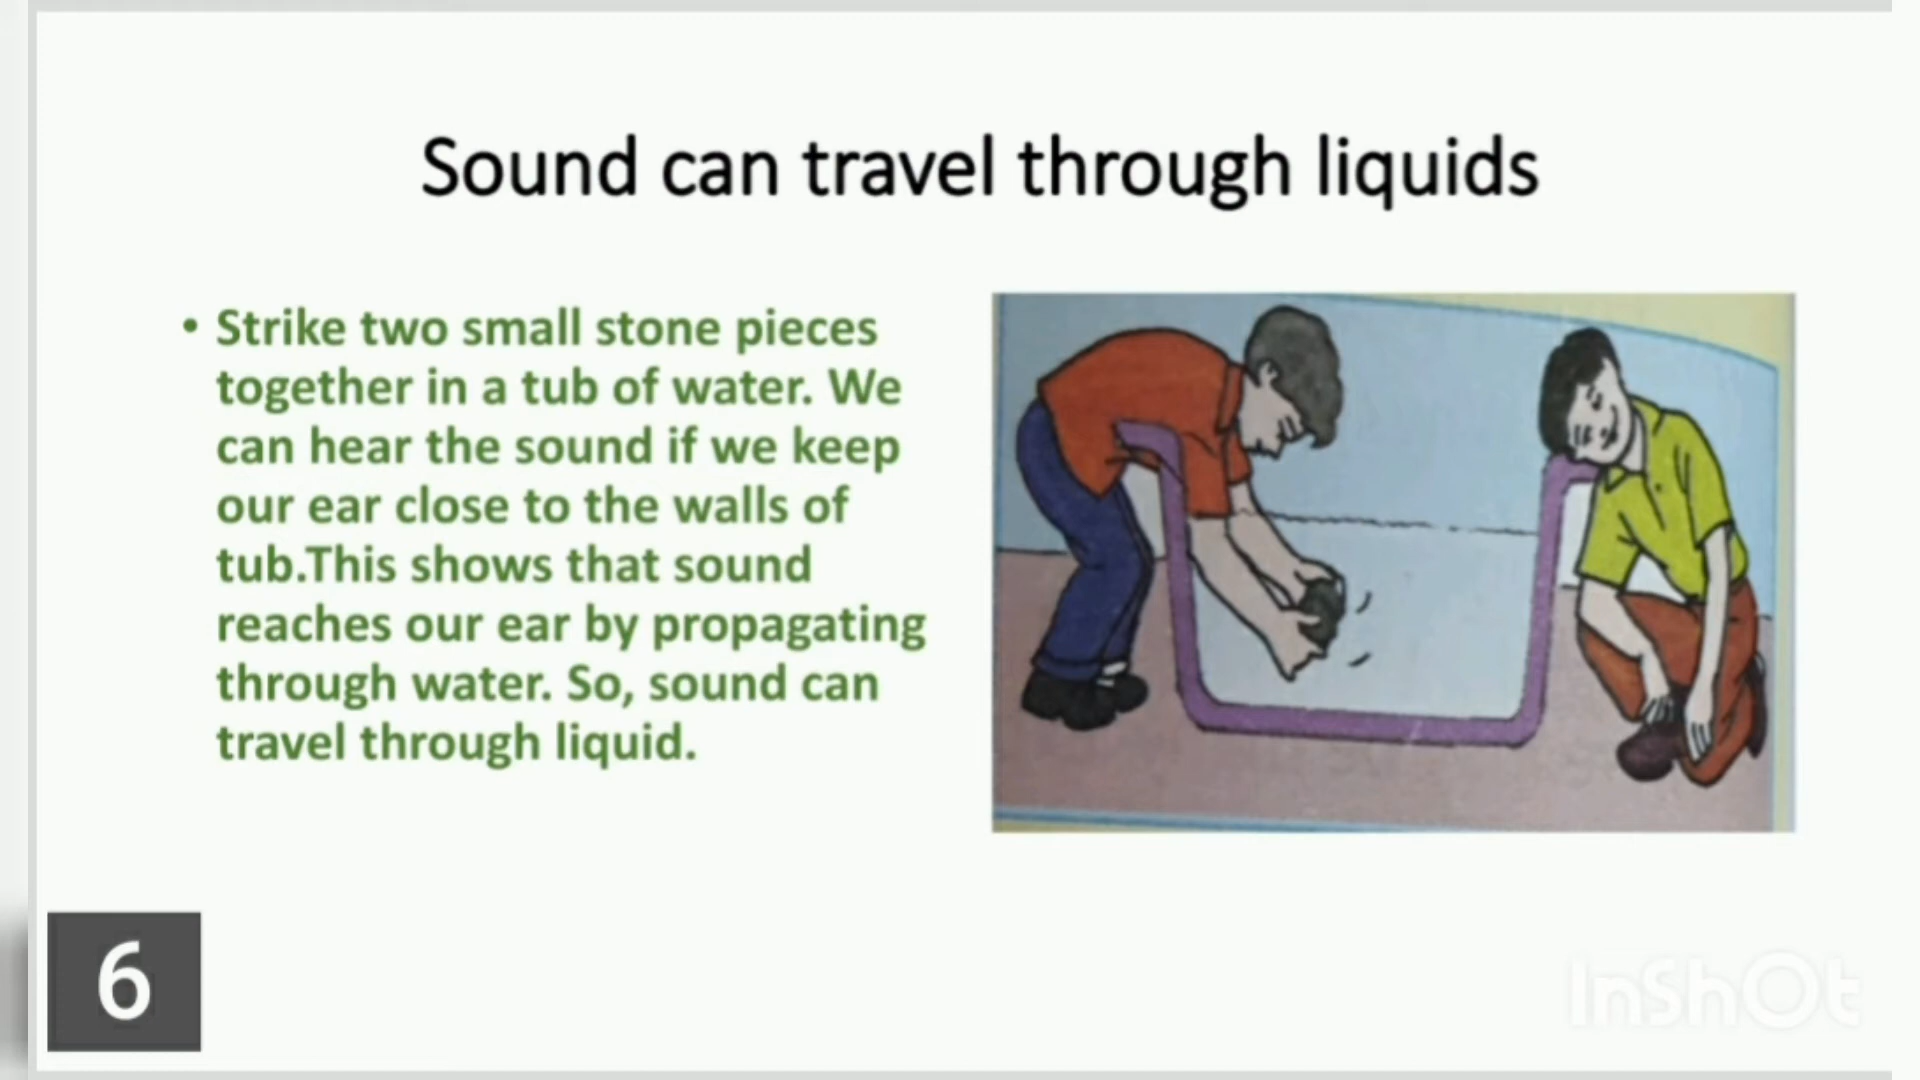 Sound can travel through liquids
• Strike two small stone pieces
together in a tub of water. We
can hear the sound if we keep
our ear close to the walls of
tub.This shows that sound
reaches our ear by propagating
through water. So, sound can
travel through liquid.
6
InShOt